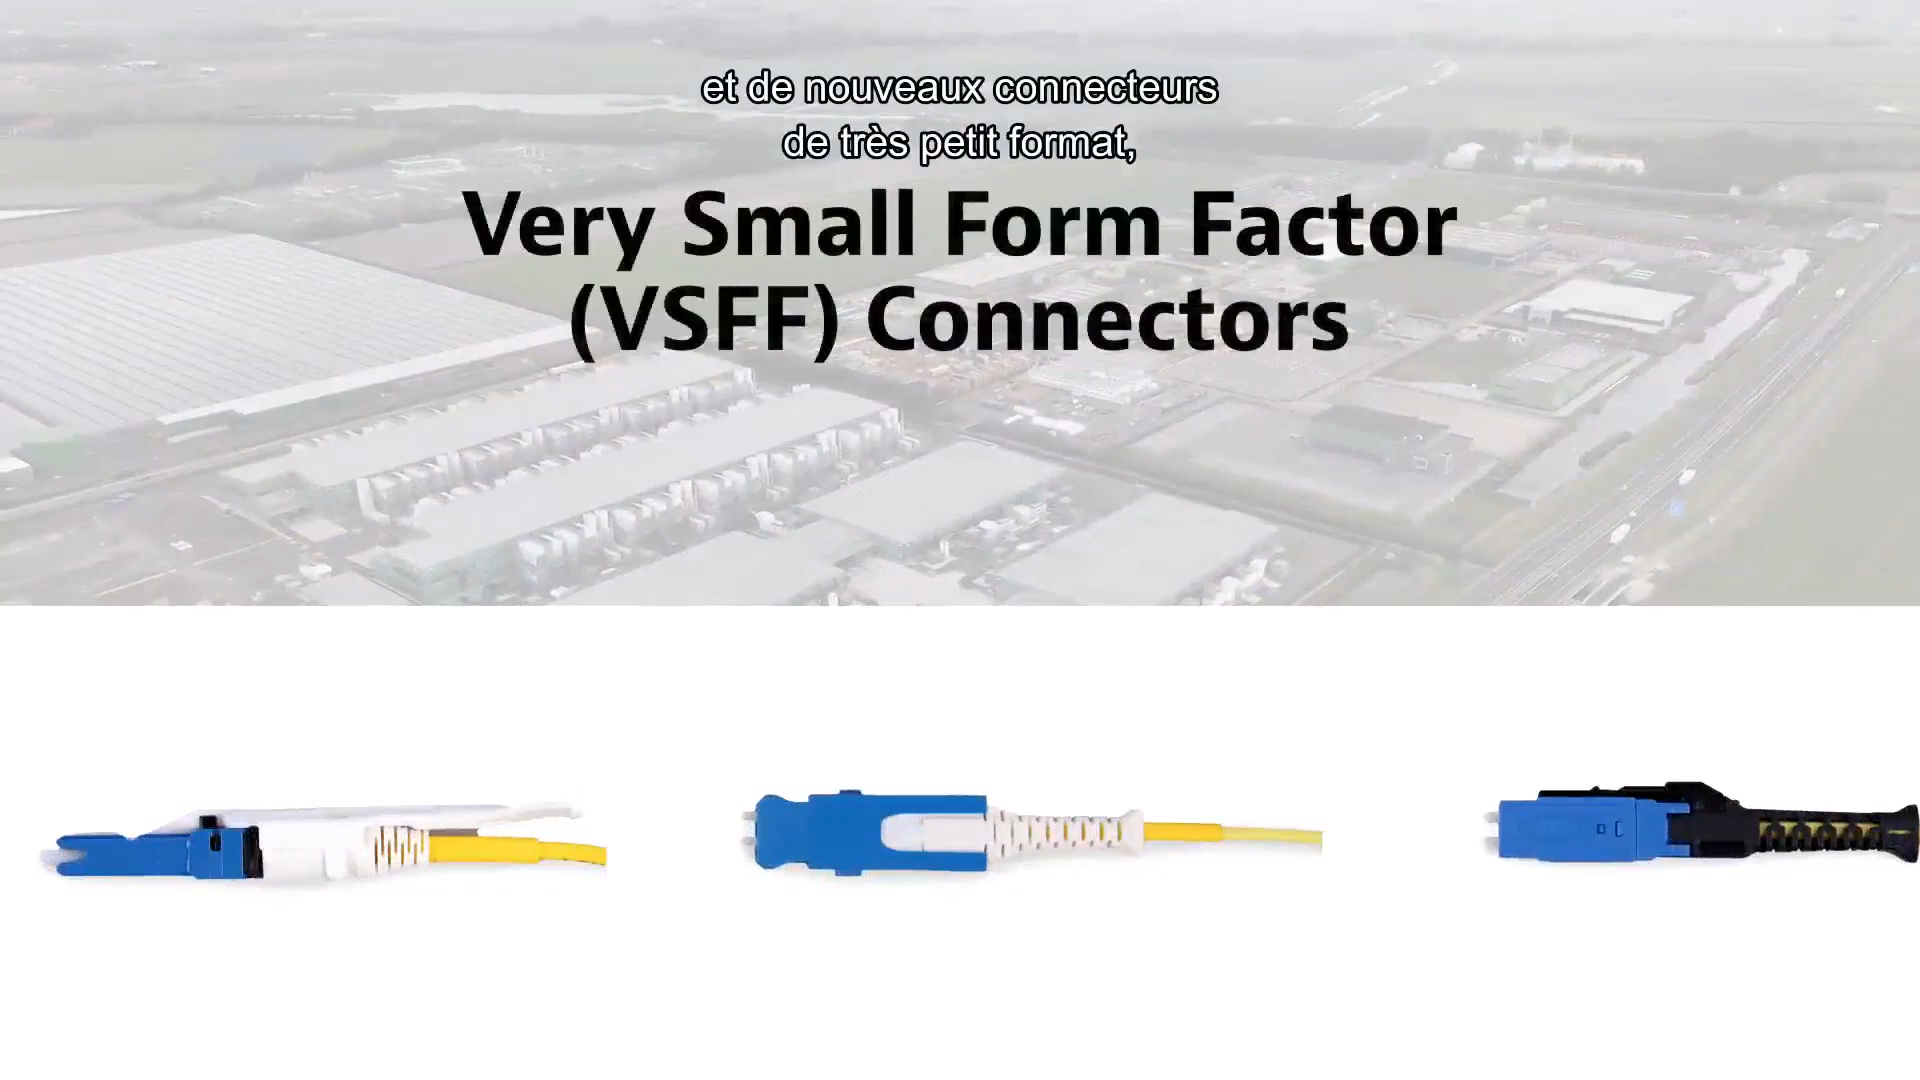 et de nouveaux connecteurs
de très petit format,
Very Small Form Factor
(VSFF) Connectors